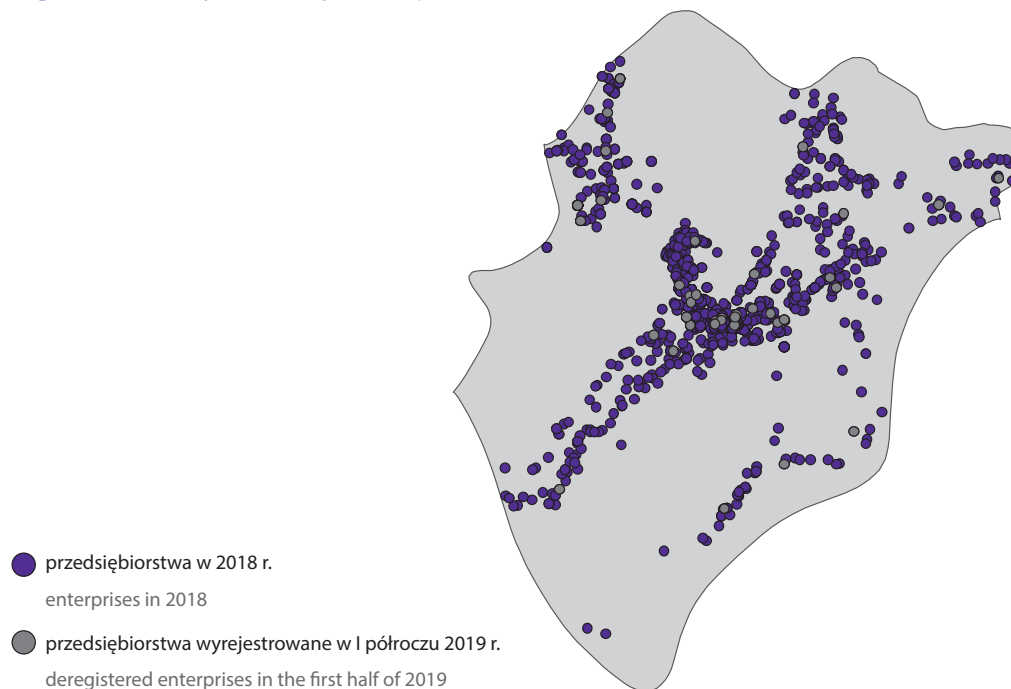 przedsiębiorstwa w 2018 r.
enterprises in 2018
przedsiębiorstwa wyrejestrowane w I półroczu 2019 r.
deregistered enterprises in the first half of 2019